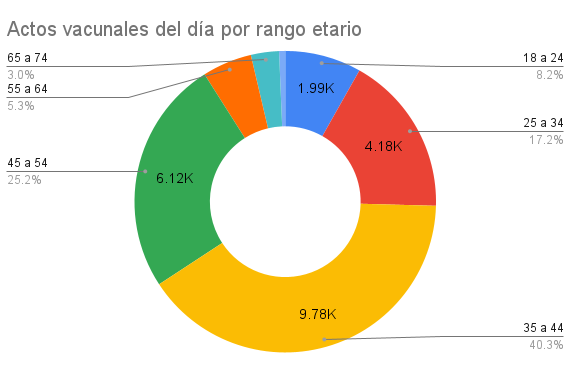 Actos vacunales del día por rango etario
65 a 74
3.0%
55 a 64
5.3%
45 a 54
25.2%
18 a 24
8.2%
25 a 34
17.2%
35 a 44
40.3%
1.99K
4.18K
6.12K
9.78K